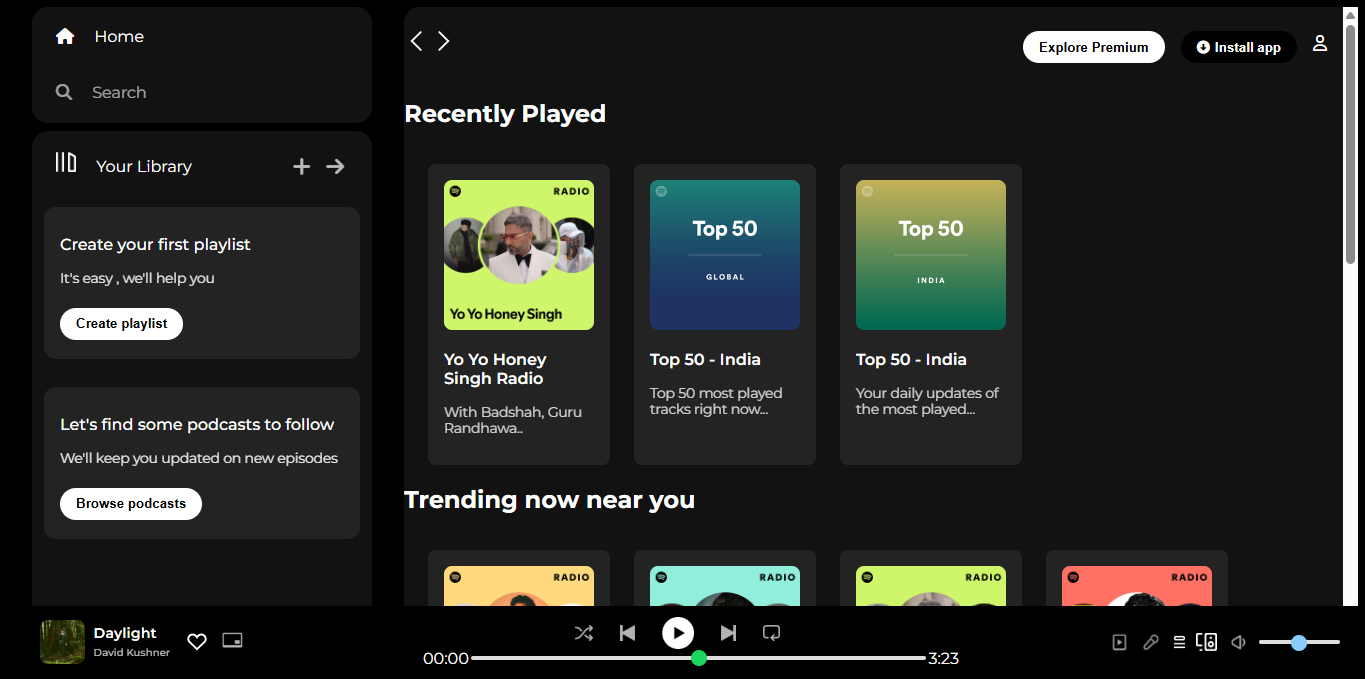 Home
Search
Your Library
Create your first playlist
It's easy , we'll help you
Create playlist
Let's find some podcasts to follow
We'll keep you updated on new episodes
Browse podcasts
Explore Premium
Install app
Recently Played
RADIO
Yo Yo Honey Singh
Yo Yo Honey
Singh Radio
With Badshah, Guru
Randhawa..
Top 50
GLOBAL
Top 50 - India
Top 50 most played
tracks right now...
Top 50
INDIA
Top 50 - India
Your daily updates of
the most played...
Trending now near you
RADIO
RADIO
RADIO
RADIO
Daylight
David Kushner
00:00
3:23